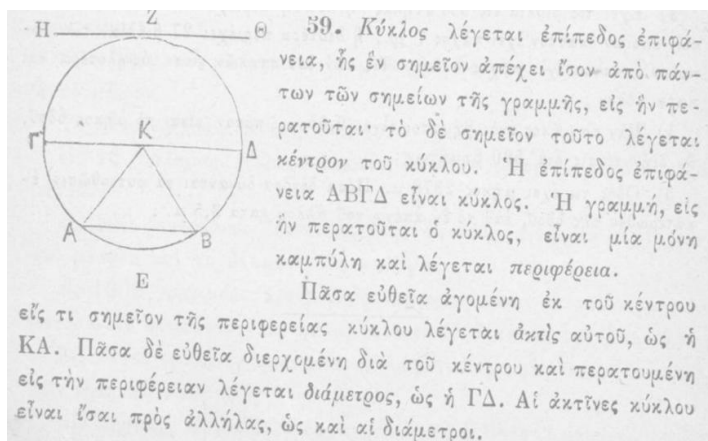 Η Ζ Θ
Γ Κ Δ
Α Β
Ε
59. Κύκλος λέγεται ἐπίπεδος ἐπιφά-
νεια, ἧς ἓν σημεῖον ἀπέχει ἴσον ἀπὸ πάν-
των τῶν σημείων τῆς γραμμῆς, εἰς ἣν πε-
ρατοῦται· τὸ δὲ σημεῖον τοῦτο λέγεται
κέντρον τοῦ κύκλου. Ἡ ἐπίπεδος ἐπιφά-
νεια ΑΒΓΔ εἶναι κύκλος. Ἡ γραμμή, εἰς
ἣν περατοῦται ὁ κύκλος, εἶναι μία μόνη
καμπύλη καὶ λέγεται περιφέρεια.
Πᾶσα εὐθεῖα ἀγομένη ἐκ τοῦ κέντρου
εἴς τι σημεῖον τῆς περιφερείας κύκλου λέγεται ἀκτὶς αὐτοῦ, ὡς ἡ
ΚΑ. Πᾶσα δὲ εὐθεῖα διερχομένη διὰ τοῦ κέντρου καὶ περατουμένη
εἰς τὴν περιφέρειαν λέγεται διάμετρος, ὡς ἡ ΓΔ. Αἱ ἀκτῖνες κύκλου
εἶναι ἴσαι πρὸς ἀλλήλας, ὡς καὶ αἱ διάμετροι.